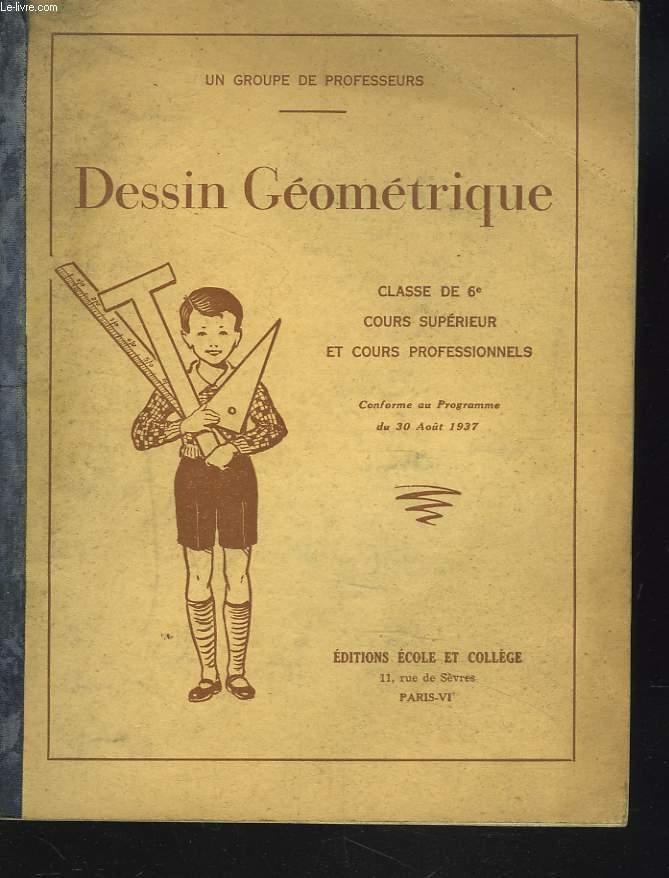 Le-livre.com
UN GROUPE DE PROFESSEURS
Dessin Géométrique
CLASSE DE 6e
COURS SUPÉRIEUR
ET COURS PROFESSIONNELS
Conforme au Programme
du 30 Août 1937
ÉDITIONS ÉCOLE ET COLLÈGE
11, rue de Sèvres
PARIS-VIe